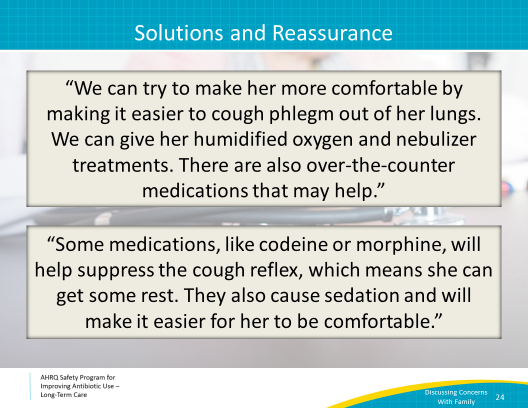 Solutions and Reassurance
“We can try to make her more comfortable by
making it easier to cough phlegm out of her lungs.
We can give her humidified oxygen and nebulizer
treatments. There are also over-the-counter
medications that may help.”
“Some medications, like codeine or morphine, will
help suppress the cough reflex, which means she can
get some rest. They also cause sedation and will
make it easier for her to be comfortable.”
AHRQ Safety Program for
Improving Antibiotic Use –
Long-Term Care
Discussing Concerns
With Family
24